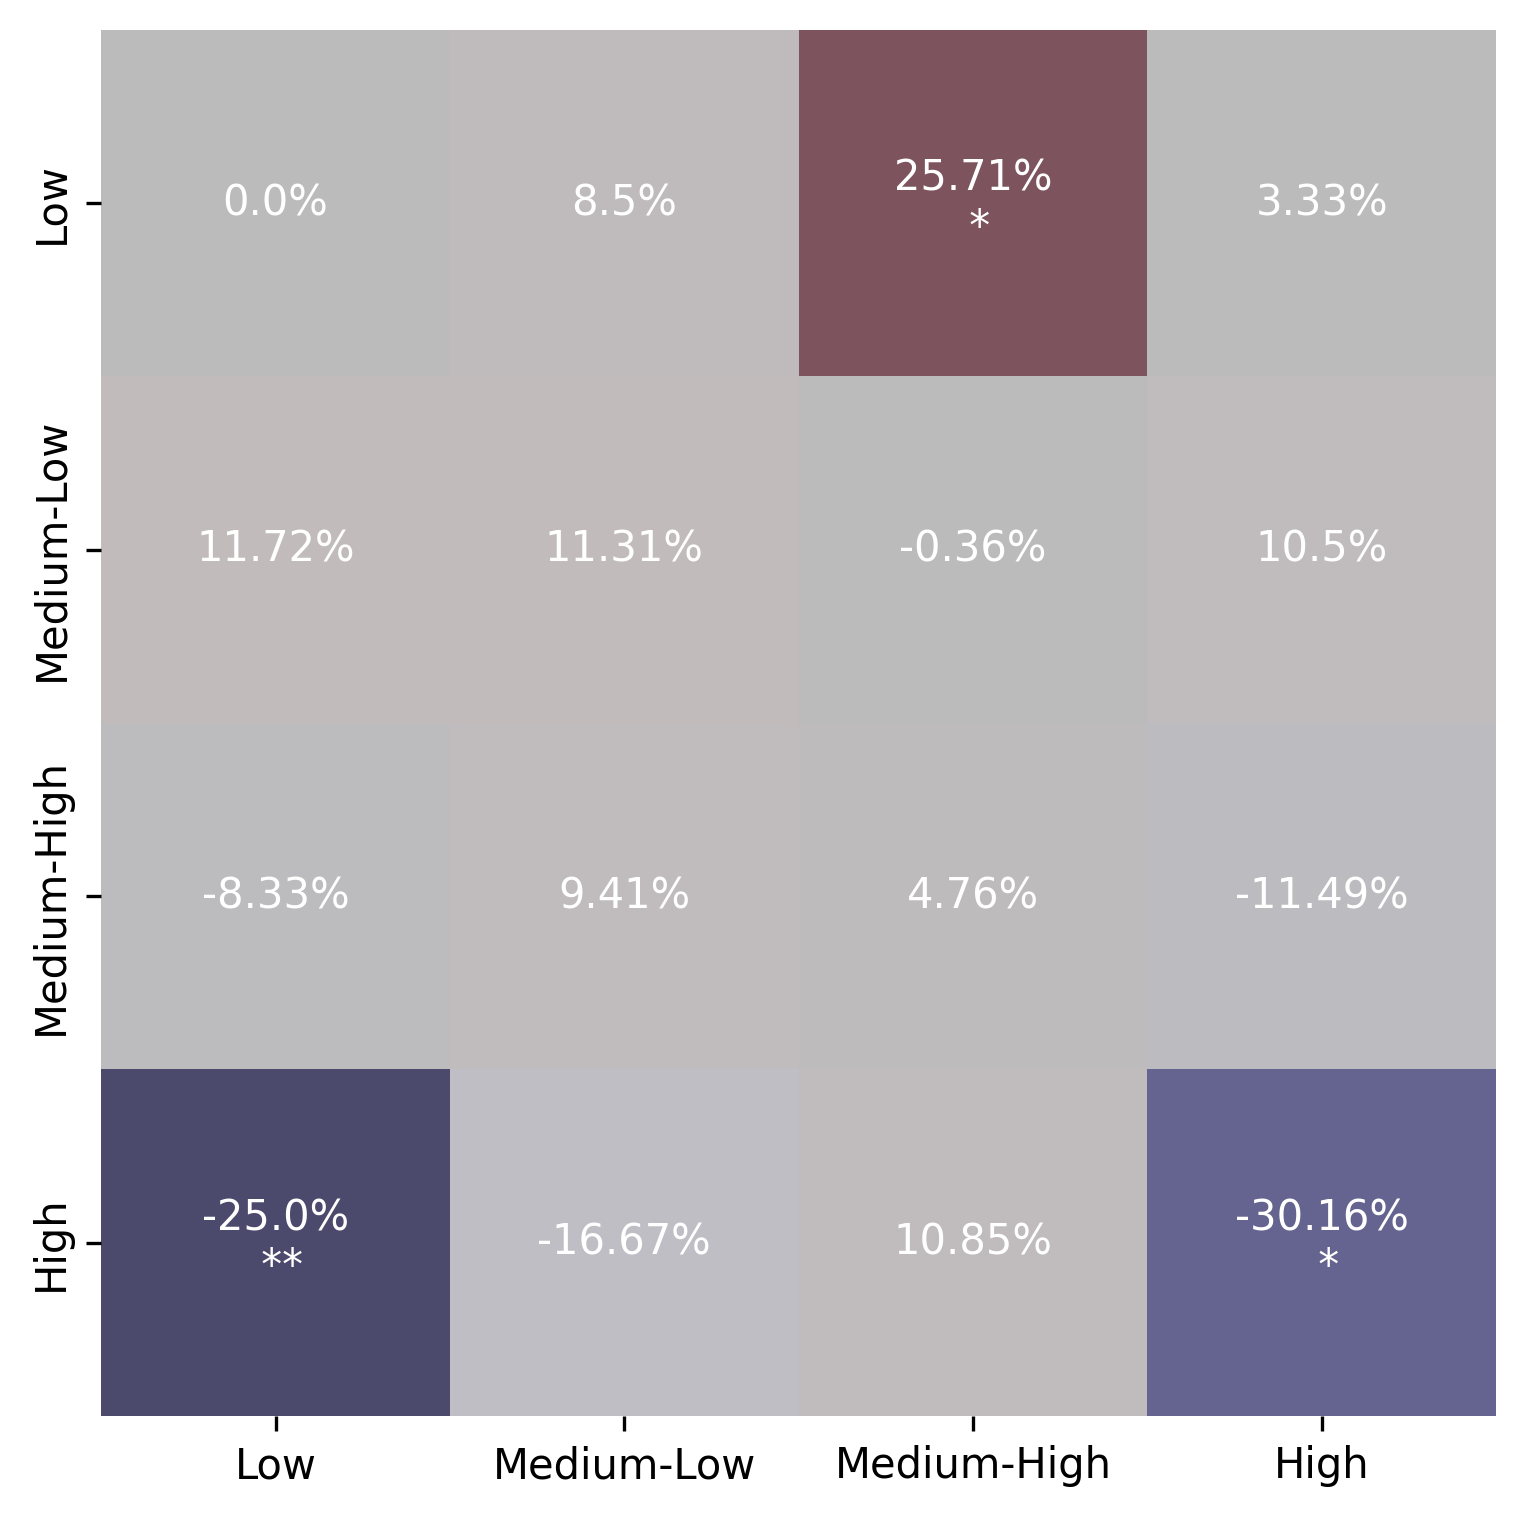 Low
0.0%
8.5%
25.71%
*
3.33%
Medium-Low
11.72%
11.31%
-0.36%
10.5%
Medium-High
-8.33%
9.41%
4.76%
-11.49%
High
-25.0%
**
-16.67%
10.85%
-30.16%
*
Low
Medium-Low
Medium-High
High